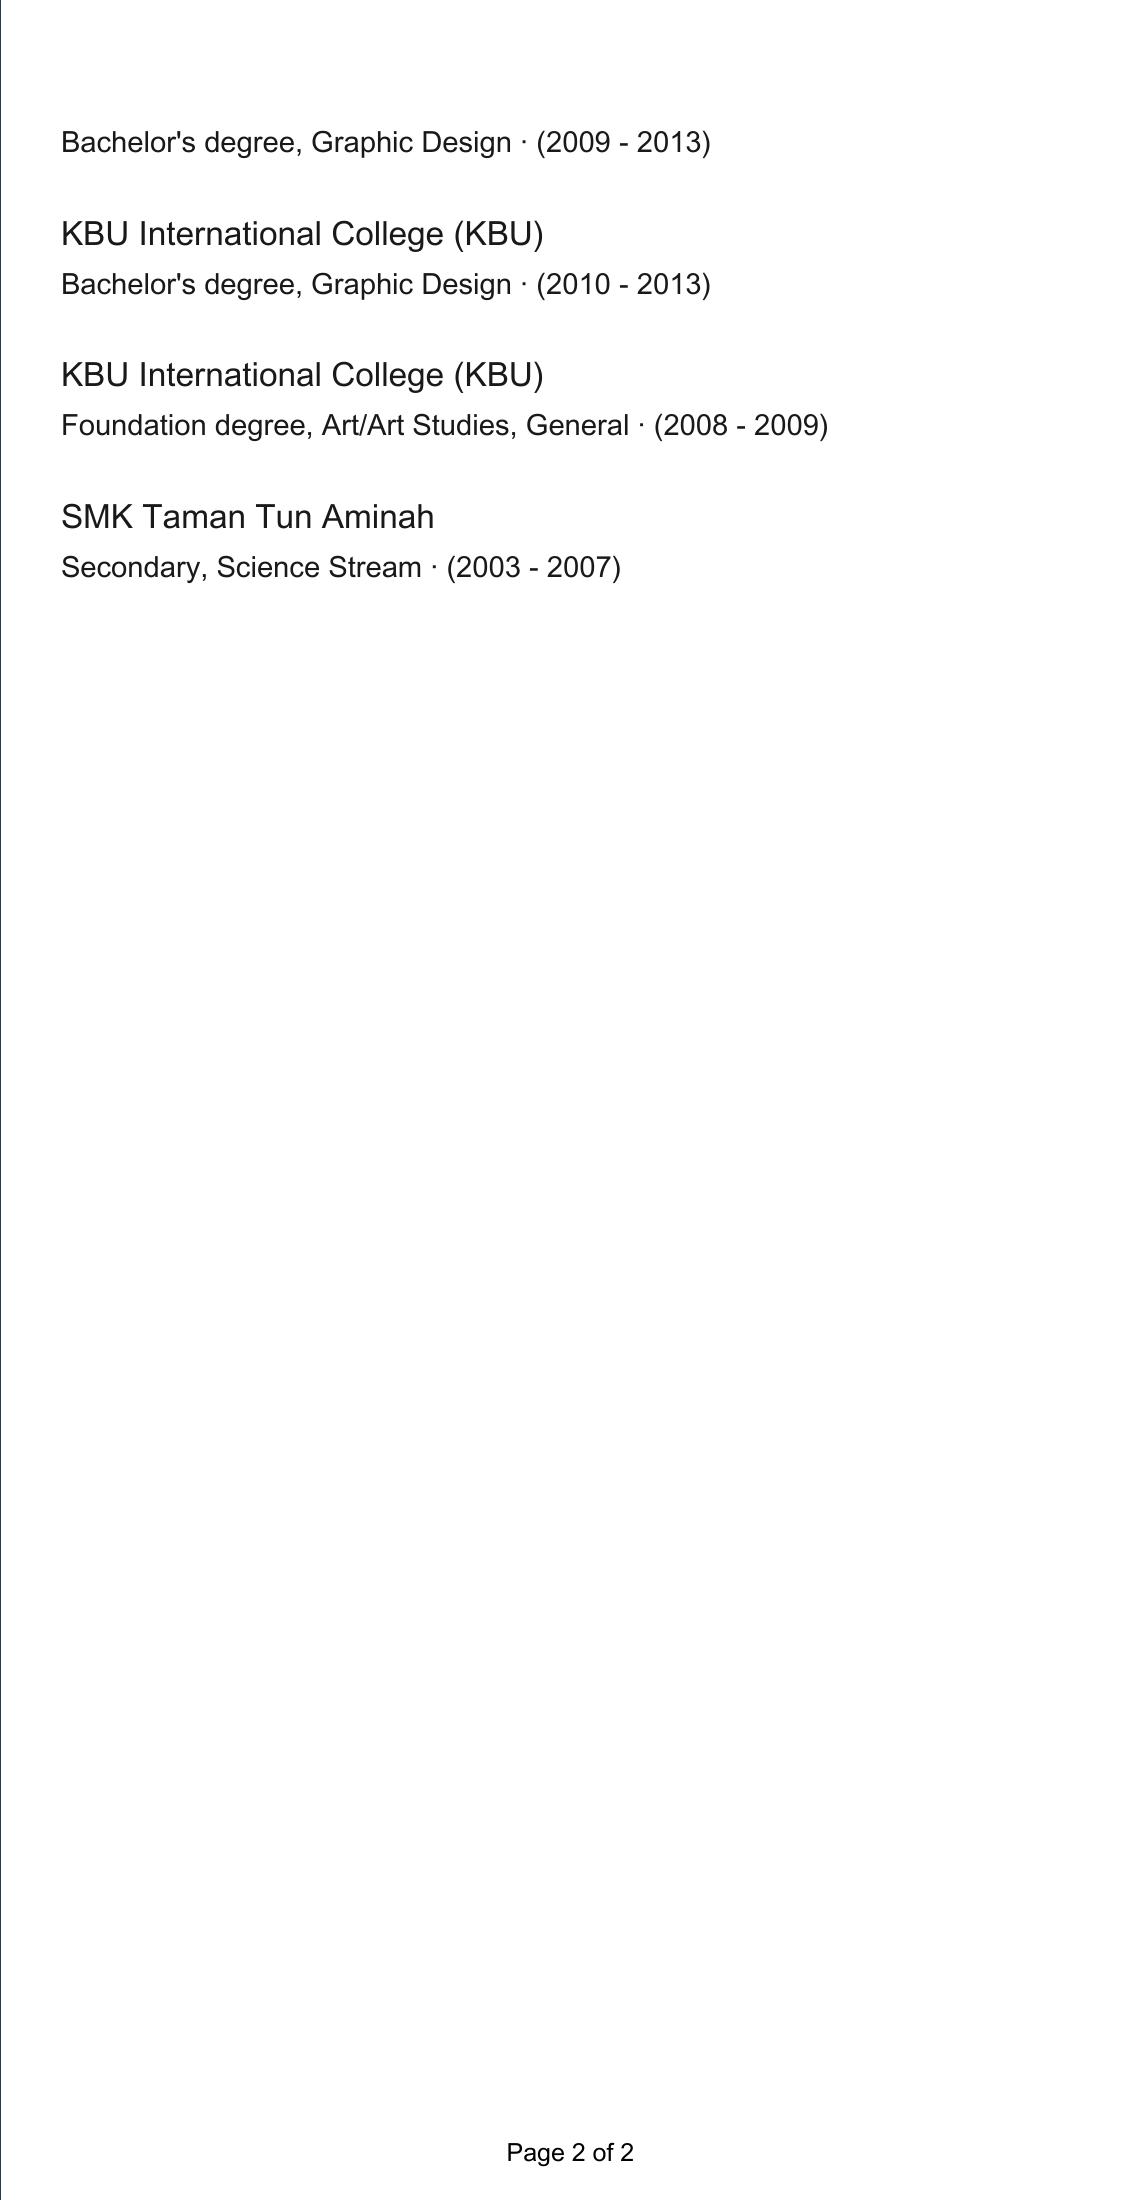 Bachelor's degree, Graphic Design · (2009 - 2013)
KBU International College (KBU)
Bachelor's degree, Graphic Design · (2010 - 2013)
KBU International College (KBU)
Foundation degree, Art/Art Studies, General · (2008 - 2009)
SMK Taman Tun Aminah
Secondary, Science Stream · (2003 - 2007)
Page 2 of 2